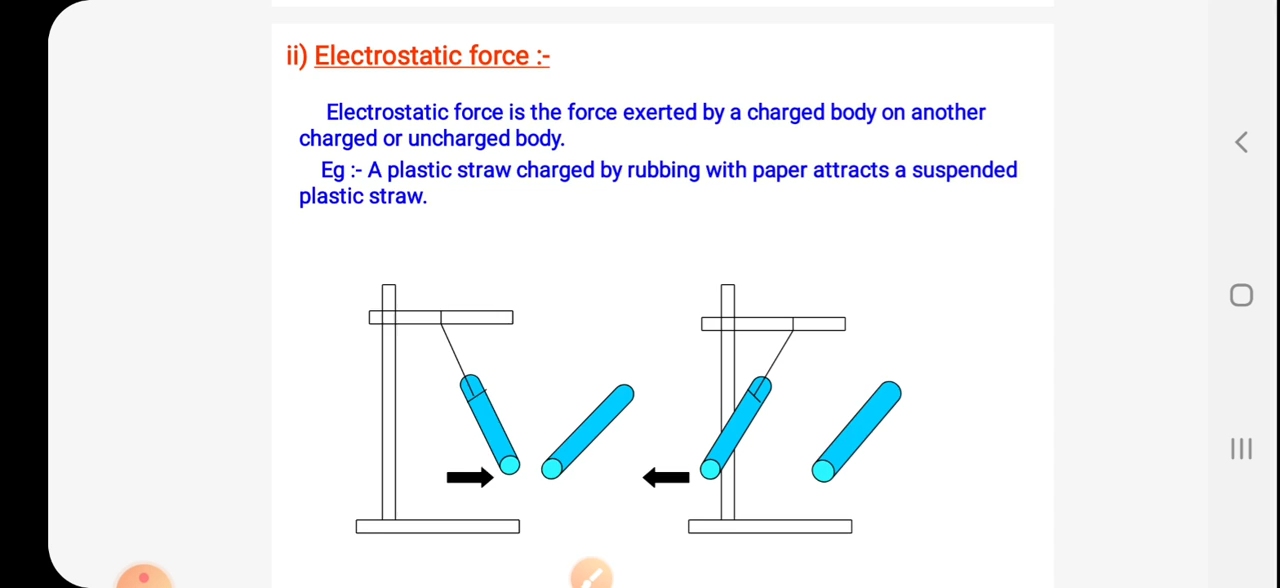 ii) Electrostatic force :-
Electrostatic force is the force exerted by a charged body on another
charged or uncharged body.
Eg :- A plastic straw charged by rubbing with paper attracts a suspended
plastic straw.